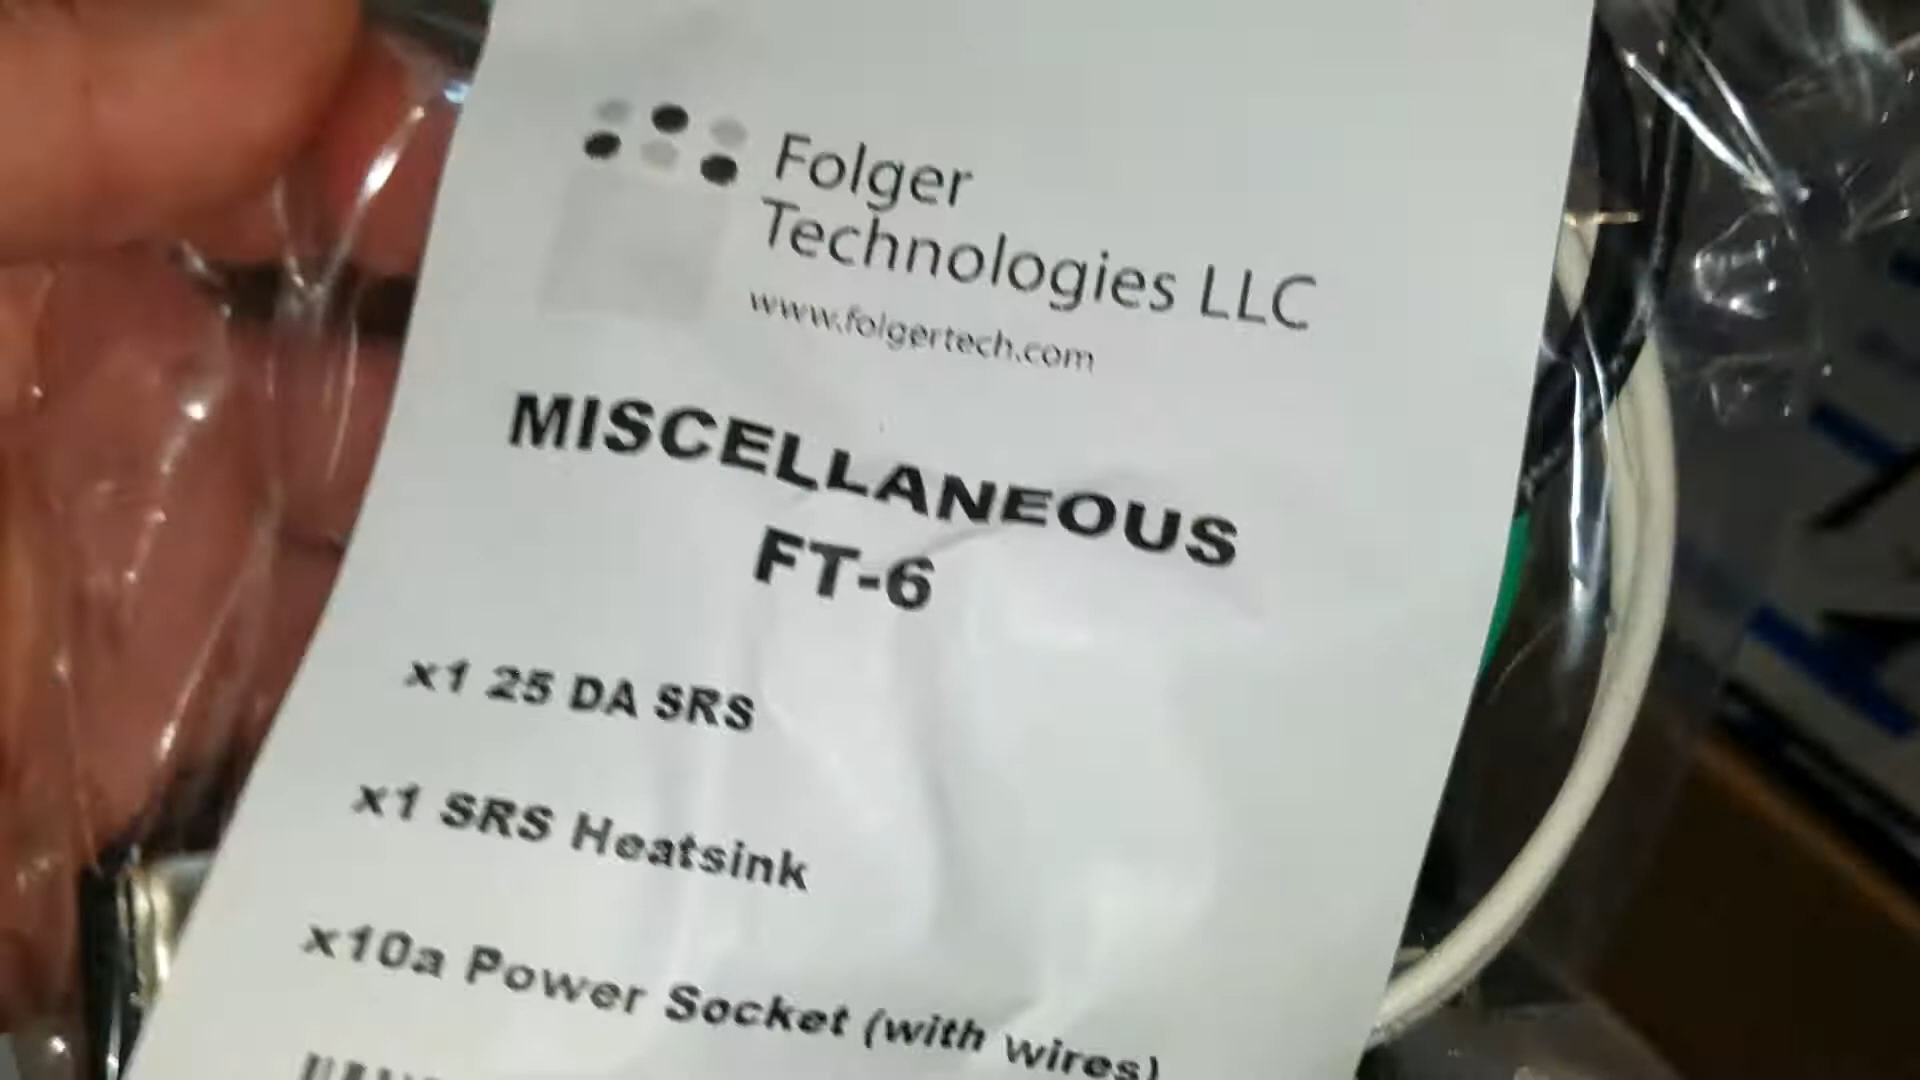 Folger
Technologies LLC
www.folgertech.com
MISCELLANEOUS
FT-6
x1 25 DA SRS
x1 SRS Heatsink
x10a Power Socket (with wires)